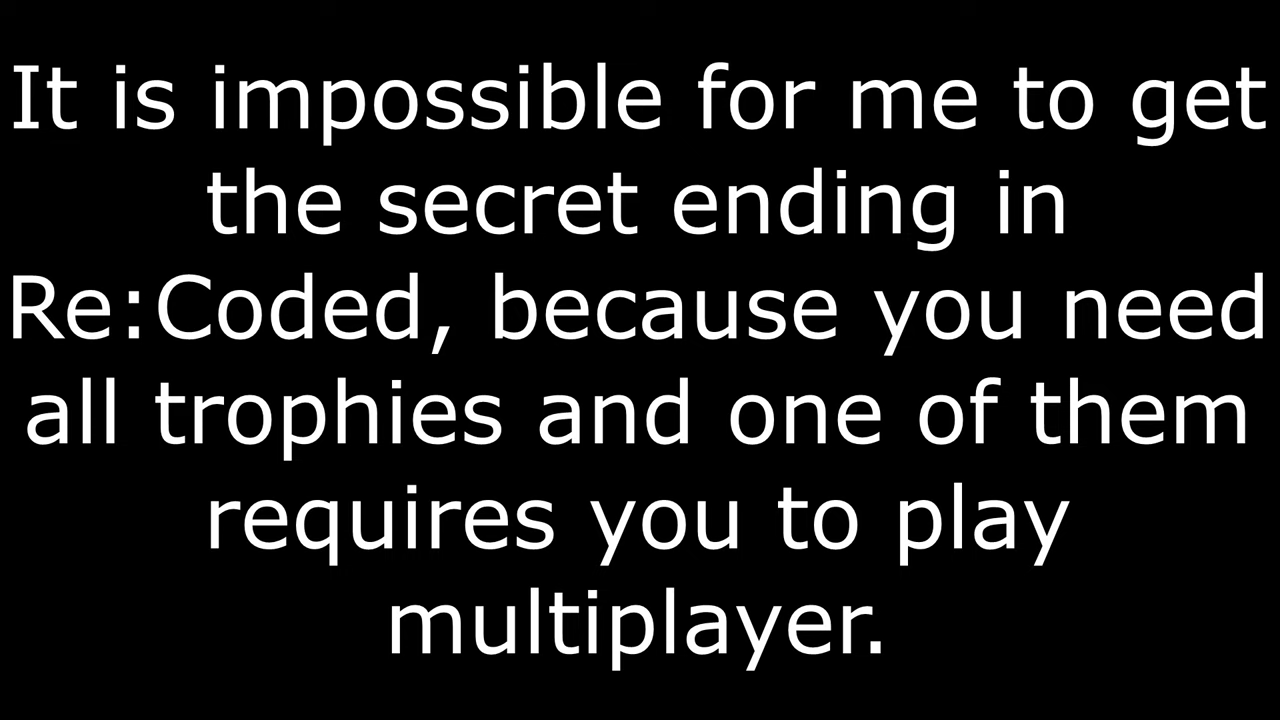 It is impossible for me to get
the secret ending in
Re:Coded, because you need
all trophies and one of them
requires you to play
multiplayer.